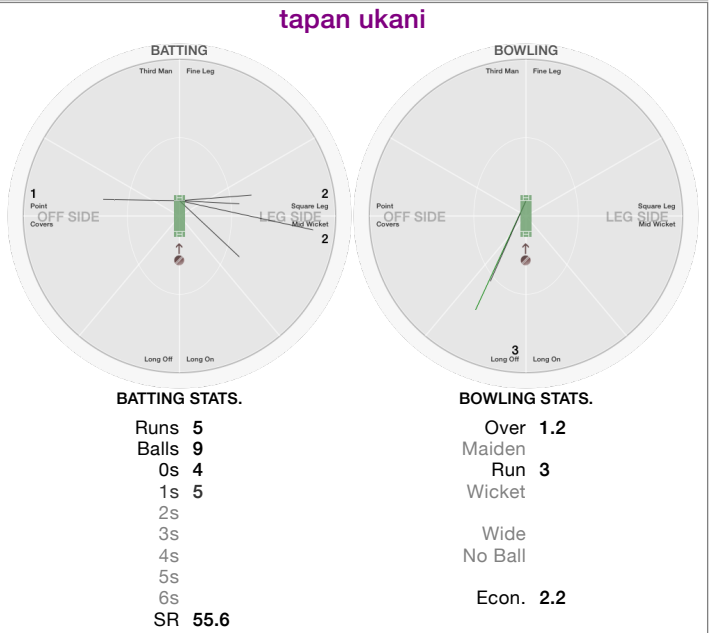 tapan ukani
BATTING
Third Man Fine Leg
1
Point
OFF SIDE
Covers
2
Square Leg
LEG SIDE
Mid Wicket
2
Long Off Long On
BATTING STATS.
Runs 5
Balls 9
0s 4
1s 5
2s
3s
4s
5s
6s
SR 55.6
BOWLING
Third Man Fine Leg
Point
OFF SIDE
Covers
Square Leg
LEG SIDE
Mid Wicket
3
Long Off Long On
BOWLING STATS.
Over 1.2
Maiden
Run 3
Wicket
Wide
No Ball
Econ. 2.2